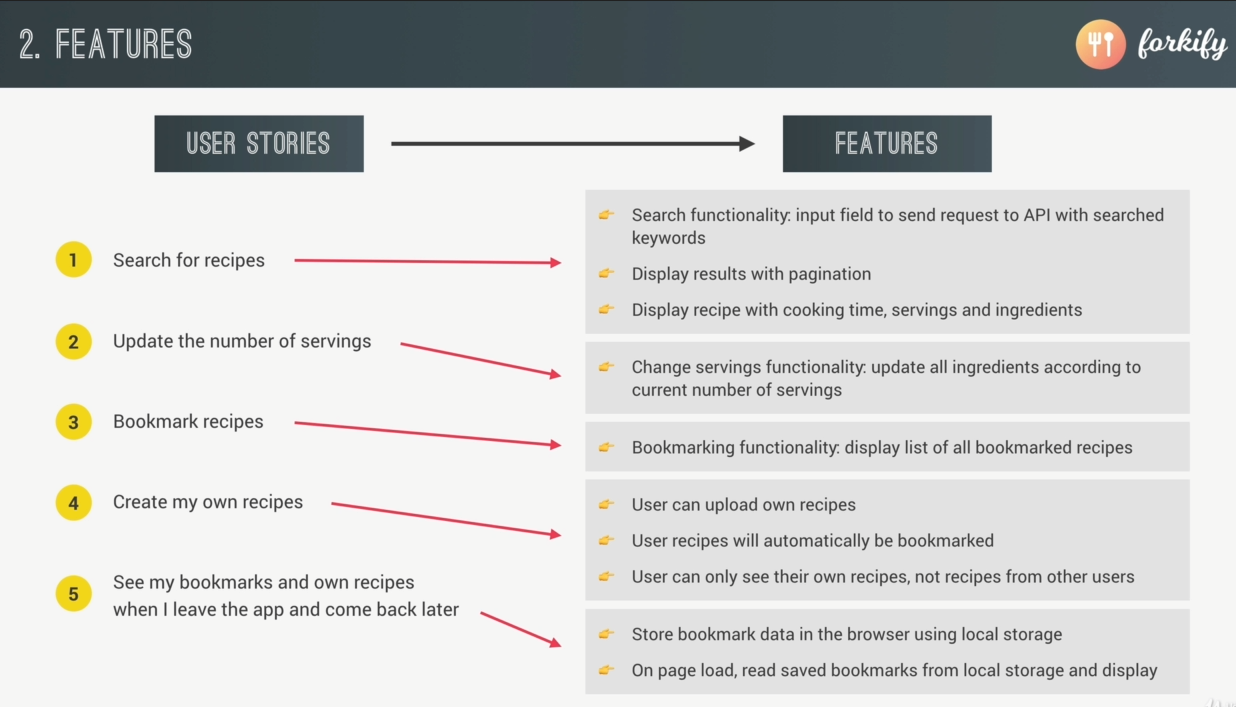 2. FEATURES
forkify
USER STORIES
FEATURES
1
Search for recipes
Search functionality: input field to send request to API with searched
keywords
Display results with pagination
Display recipe with cooking time, servings and ingredients
2
Update the number of servings
Change servings functionality: update all ingredients according to
current number of servings
3
Bookmark recipes
Bookmarking functionality: display list of all bookmarked recipes
4
Create my own recipes
User can upload own recipes
User recipes will automatically be bookmarked
User can only see their own recipes, not recipes from other users
5
See my bookmarks and own recipes
when I leave the app and come back later
Store bookmark data in the browser using local storage
On page load, read saved bookmarks from local storage and display